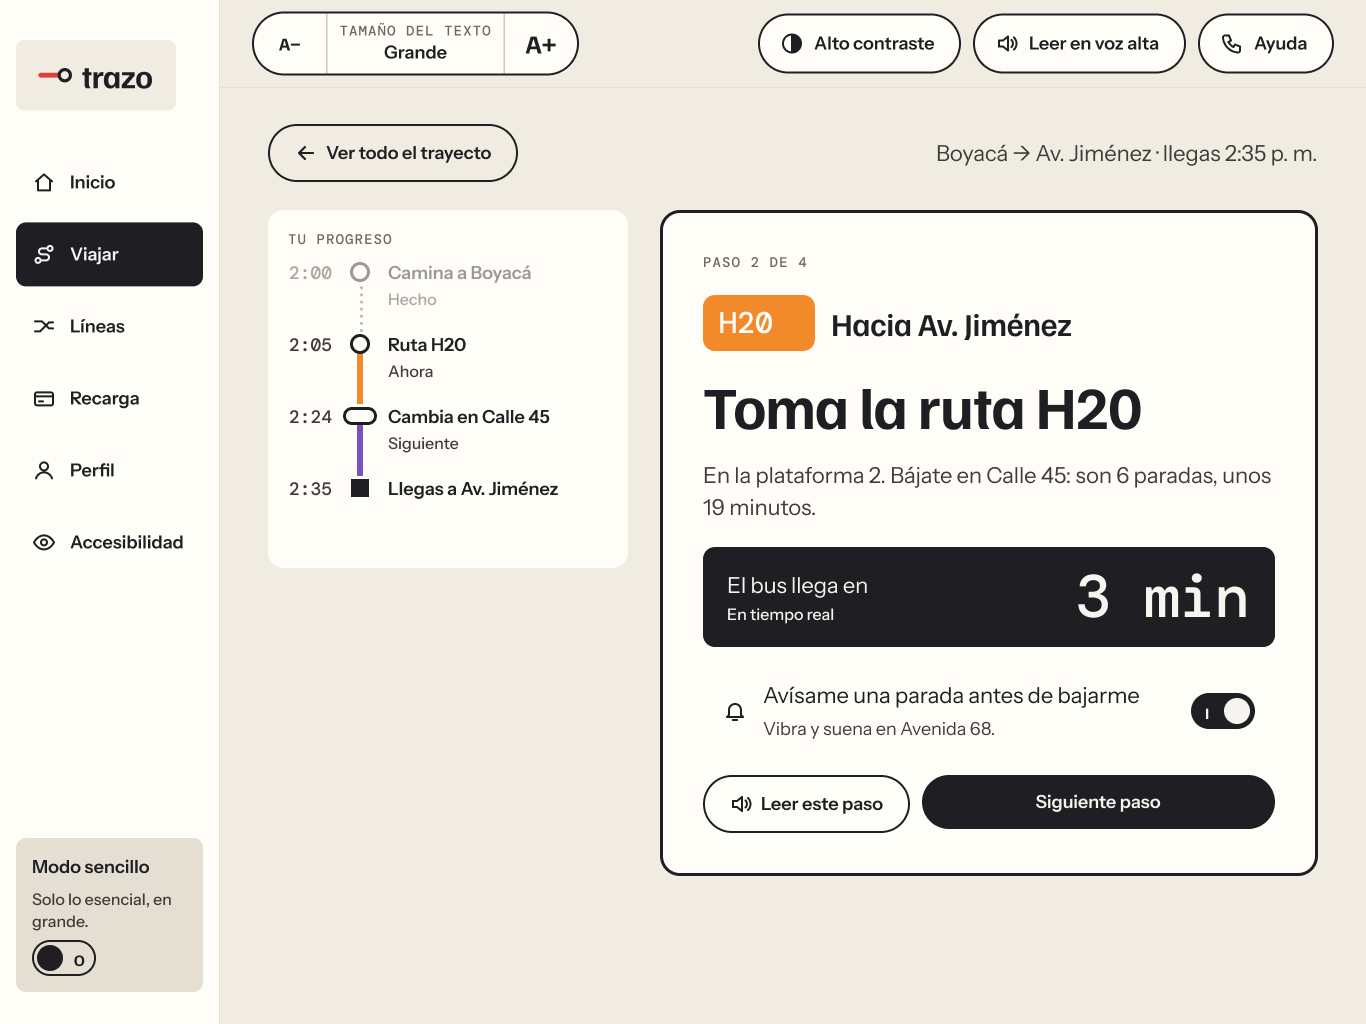 trazo
Inicio
Viajar
Líneas
Recarga
Perfil
Accesibilidad
Modo sencillo
Solo lo esencial, en
grande.
O
A−
TAMAÑO DEL TEXTO
Grande
A+
Alto contraste
Leer en voz alta
Ayuda
← Ver todo el trayecto
Boyacá → Av. Jiménez · llegas 2:35 p. m.
TU PROGRESO
2:00 Camina a Boyacá
Hecho
2:05 Ruta H20
Ahora
2:24 Cambia en Calle 45
Siguiente
2:35 Llegas a Av. Jiménez
PASO 2 DE 4
H20 Hacia Av. Jiménez
Toma la ruta H20
En la plataforma 2. Bájate en Calle 45: son 6 paradas, unos
19 minutos.
El bus llega en
En tiempo real
3 min
Avísame una parada antes de bajarme
Vibra y suena en Avenida 68.
I
Leer este paso
Siguiente paso